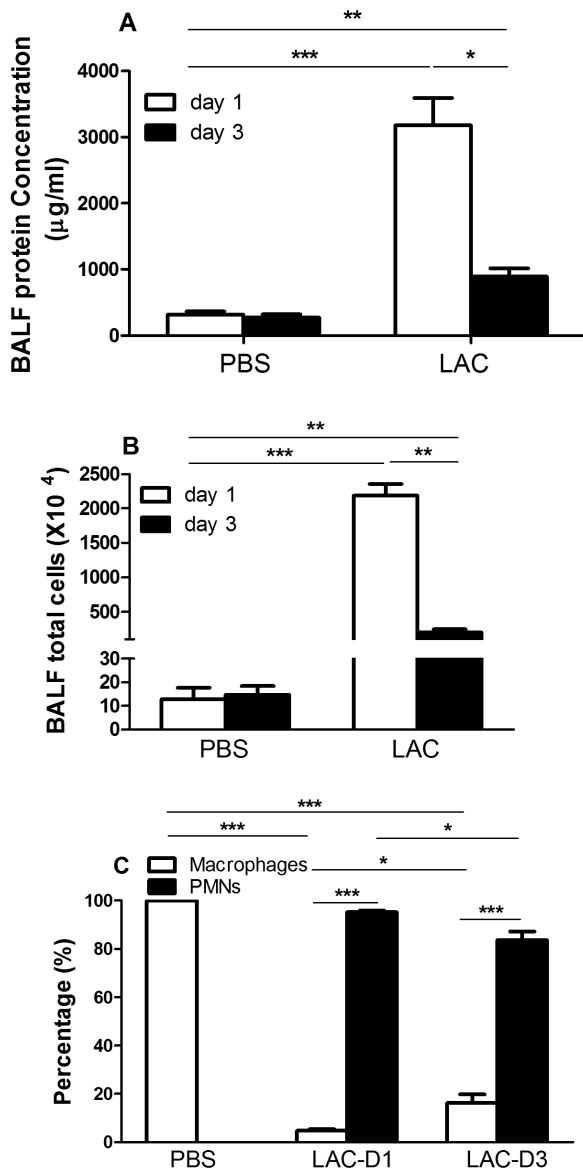 A
**
***
*
BALF protein Concentration
(µg/ml)
4000
3000
2000
1000
0
day 1
day 3
PBS
LAC
B
**
***
**
BALF total cells (X10 4)
2500
2000
1500
1000
500
30
20
10
0
day 1
day 3
PBS
LAC
***
***
*
C
Macrophages
PMNs
*
***
***
Percentage (%)
100
80
60
40
20
0
PBS
LAC-D1
LAC-D3